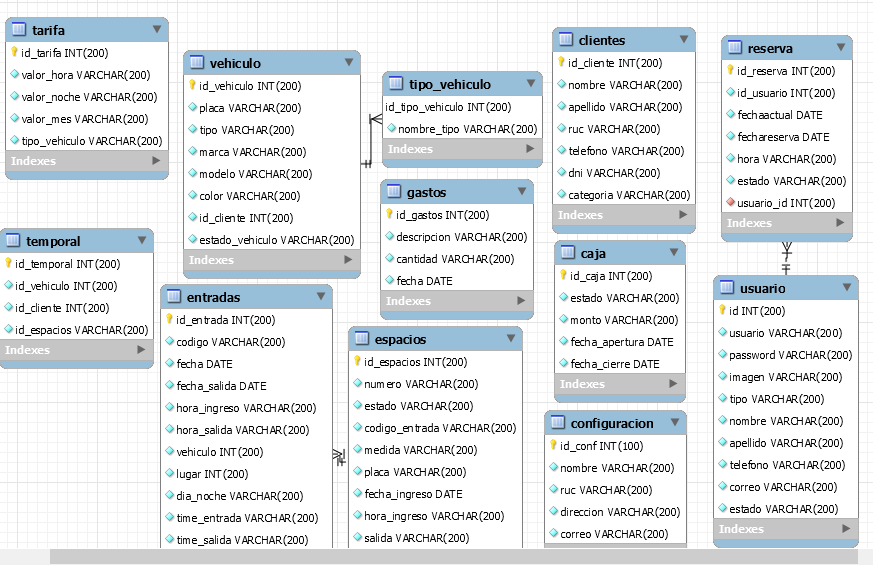 tarifa
id_tarifa INT(200)
valor_hora VARCHAR(200)
valor_noche VARCHAR(200)
valor_mes VARCHAR(200)
tipo_vehiculo VARCHAR(200)
Indexes
vehiculo
id_vehiculo INT(200)
placa VARCHAR(200)
tipo VARCHAR(200)
marca VARCHAR(200)
modelo VARCHAR(200)
color VARCHAR(200)
id_cliente INT(200)
estado_vehiculo VARCHAR(200)
Indexes
tipo_vehiculo
id_tipo_vehiculo INT(200)
nombre_tipo VARCHAR(200)
Indexes
clientes
id_cliente INT(200)
nombre VARCHAR(200)
apellido VARCHAR(200)
ruc VARCHAR(200)
telefono VARCHAR(200)
dni VARCHAR(200)
categoria VARCHAR(200)
Indexes
reserva
id_reserva INT(200)
id_usuario INT(200)
fechaactual DATE
fechareserva DATE
hora VARCHAR(200)
estado VARCHAR(200)
usuario_id INT(200)
Indexes
gastos
id_gastos INT(200)
descripcion VARCHAR(200)
cantidad VARCHAR(200)
fecha DATE
Indexes
temporal
id_temporal INT(200)
id_vehiculo INT(200)
id_cliente INT(200)
id_espacios VARCHAR(200)
Indexes
entradas
id_entrada INT(200)
codigo VARCHAR(200)
fecha DATE
fecha_salida DATE
hora_ingreso VARCHAR(200)
hora_salida VARCHAR(200)
vehiculo INT(200)
lugar INT(200)
dia_noche VARCHAR(200)
time_entrada VARCHAR(200)
time_salida VARCHAR(200)
espacios
id_espacios INT(200)
numero VARCHAR(200)
estado VARCHAR(200)
codigo_entrada VARCHAR(200)
medida VARCHAR(200)
placa VARCHAR(200)
fecha_ingreso DATE
hora_ingreso VARCHAR(200)
salida VARCHAR(200)
caja
id_caja INT(200)
estado VARCHAR(200)
monto VARCHAR(200)
fecha_apertura DATE
fecha_cierre DATE
Indexes
configuracion
id_conf INT(100)
nombre VARCHAR(200)
ruc VARCHAR(200)
direccion VARCHAR(200)
correo VARCHAR(200)
usuario
id INT(200)
usuario VARCHAR(200)
password VARCHAR(200)
imagen VARCHAR(200)
tipo VARCHAR(200)
nombre VARCHAR(200)
apellido VARCHAR(200)
telefono VARCHAR(200)
correo VARCHAR(200)
estado VARCHAR(200)
Indexes